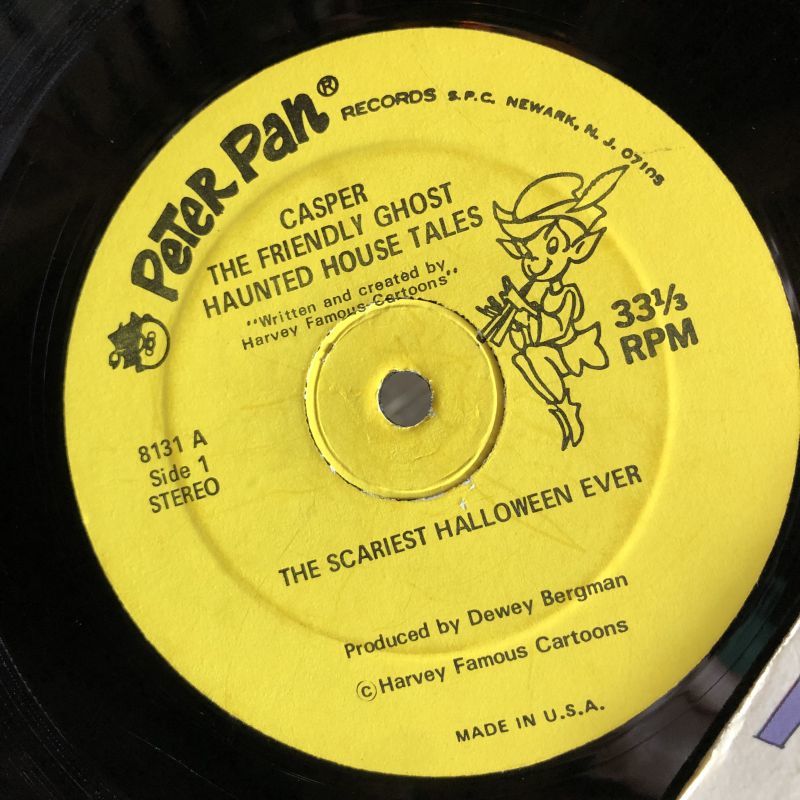 Peter Pan® RECORDS S.P.C. NEWARK, N. J. 07105
CASPER
THE FRIENDLY GHOST
HAUNTED HOUSE TALES
"Written and created by
Harvey Famous Cartoons"
33⅓
RPM
8131 A
Side 1
STEREO
THE SCARIEST HALLOWEEN EVER
Produced by Dewey Bergman
©Harvey Famous Cartoons
MADE IN U.S.A.